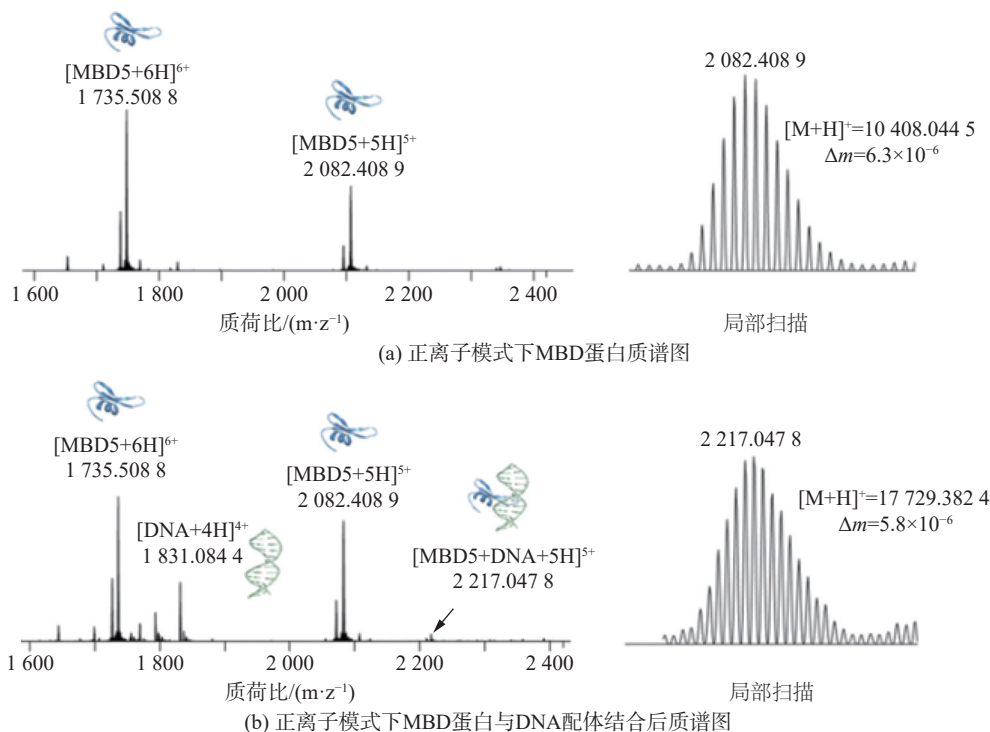 [MBD5+6H]⁶⁺
1 735.508 8
[MBD5+5H]⁵⁺
2 082.408 9
1 600
1 800
2 000
2 200
2 400
质荷比/(m·z⁻¹)
2 082.408 9
[M+H]⁺=10 408.044 5
Δm=6.3×10⁻⁶
局部扫描
(a) 正离子模式下MBD蛋白质谱图
[MBD5+6H]⁶⁺
1 735.508 8
[DNA+4H]⁴⁺
1 831.084 4
[MBD5+5H]⁵⁺
2 082.408 9
[MBD5+DNA+5H]⁵⁺
2 217.047 8
1 600
1 800
2 000
2 200
2 400
质荷比/(m·z⁻¹)
2 217.047 8
[M+H]⁺=17 729.382 4
Δm=5.8×10⁻⁶
局部扫描
(b) 正离子模式下MBD蛋白与DNA配体结合后质谱图